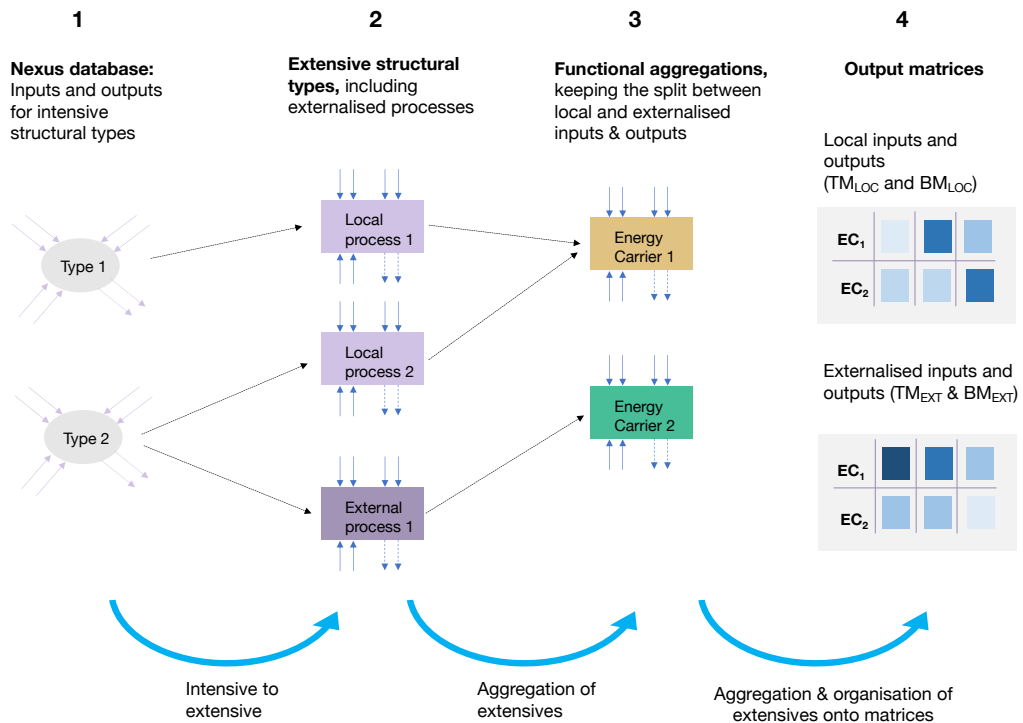 1
Nexus database:
Inputs and outputs
for intensive
structural types
Type 1
Type 2
2
Extensive structural
types, including
externalised processes
Local
process 1
Local
process 2
External
process 1
3
Functional aggregations,
keeping the split between
local and externalised
inputs & outputs
Energy
Carrier 1
Energy
Carrier 2
4
Output matrices
Local inputs and
outputs
(TM_LOC and BM_LOC)
EC₁
EC₂
Externalised inputs and
outputs (TM_EXT & BM_EXT)
EC₁
EC₂
Intensive to
extensive
Aggregation of
extensives
Aggregation & organisation of
extensives onto matrices